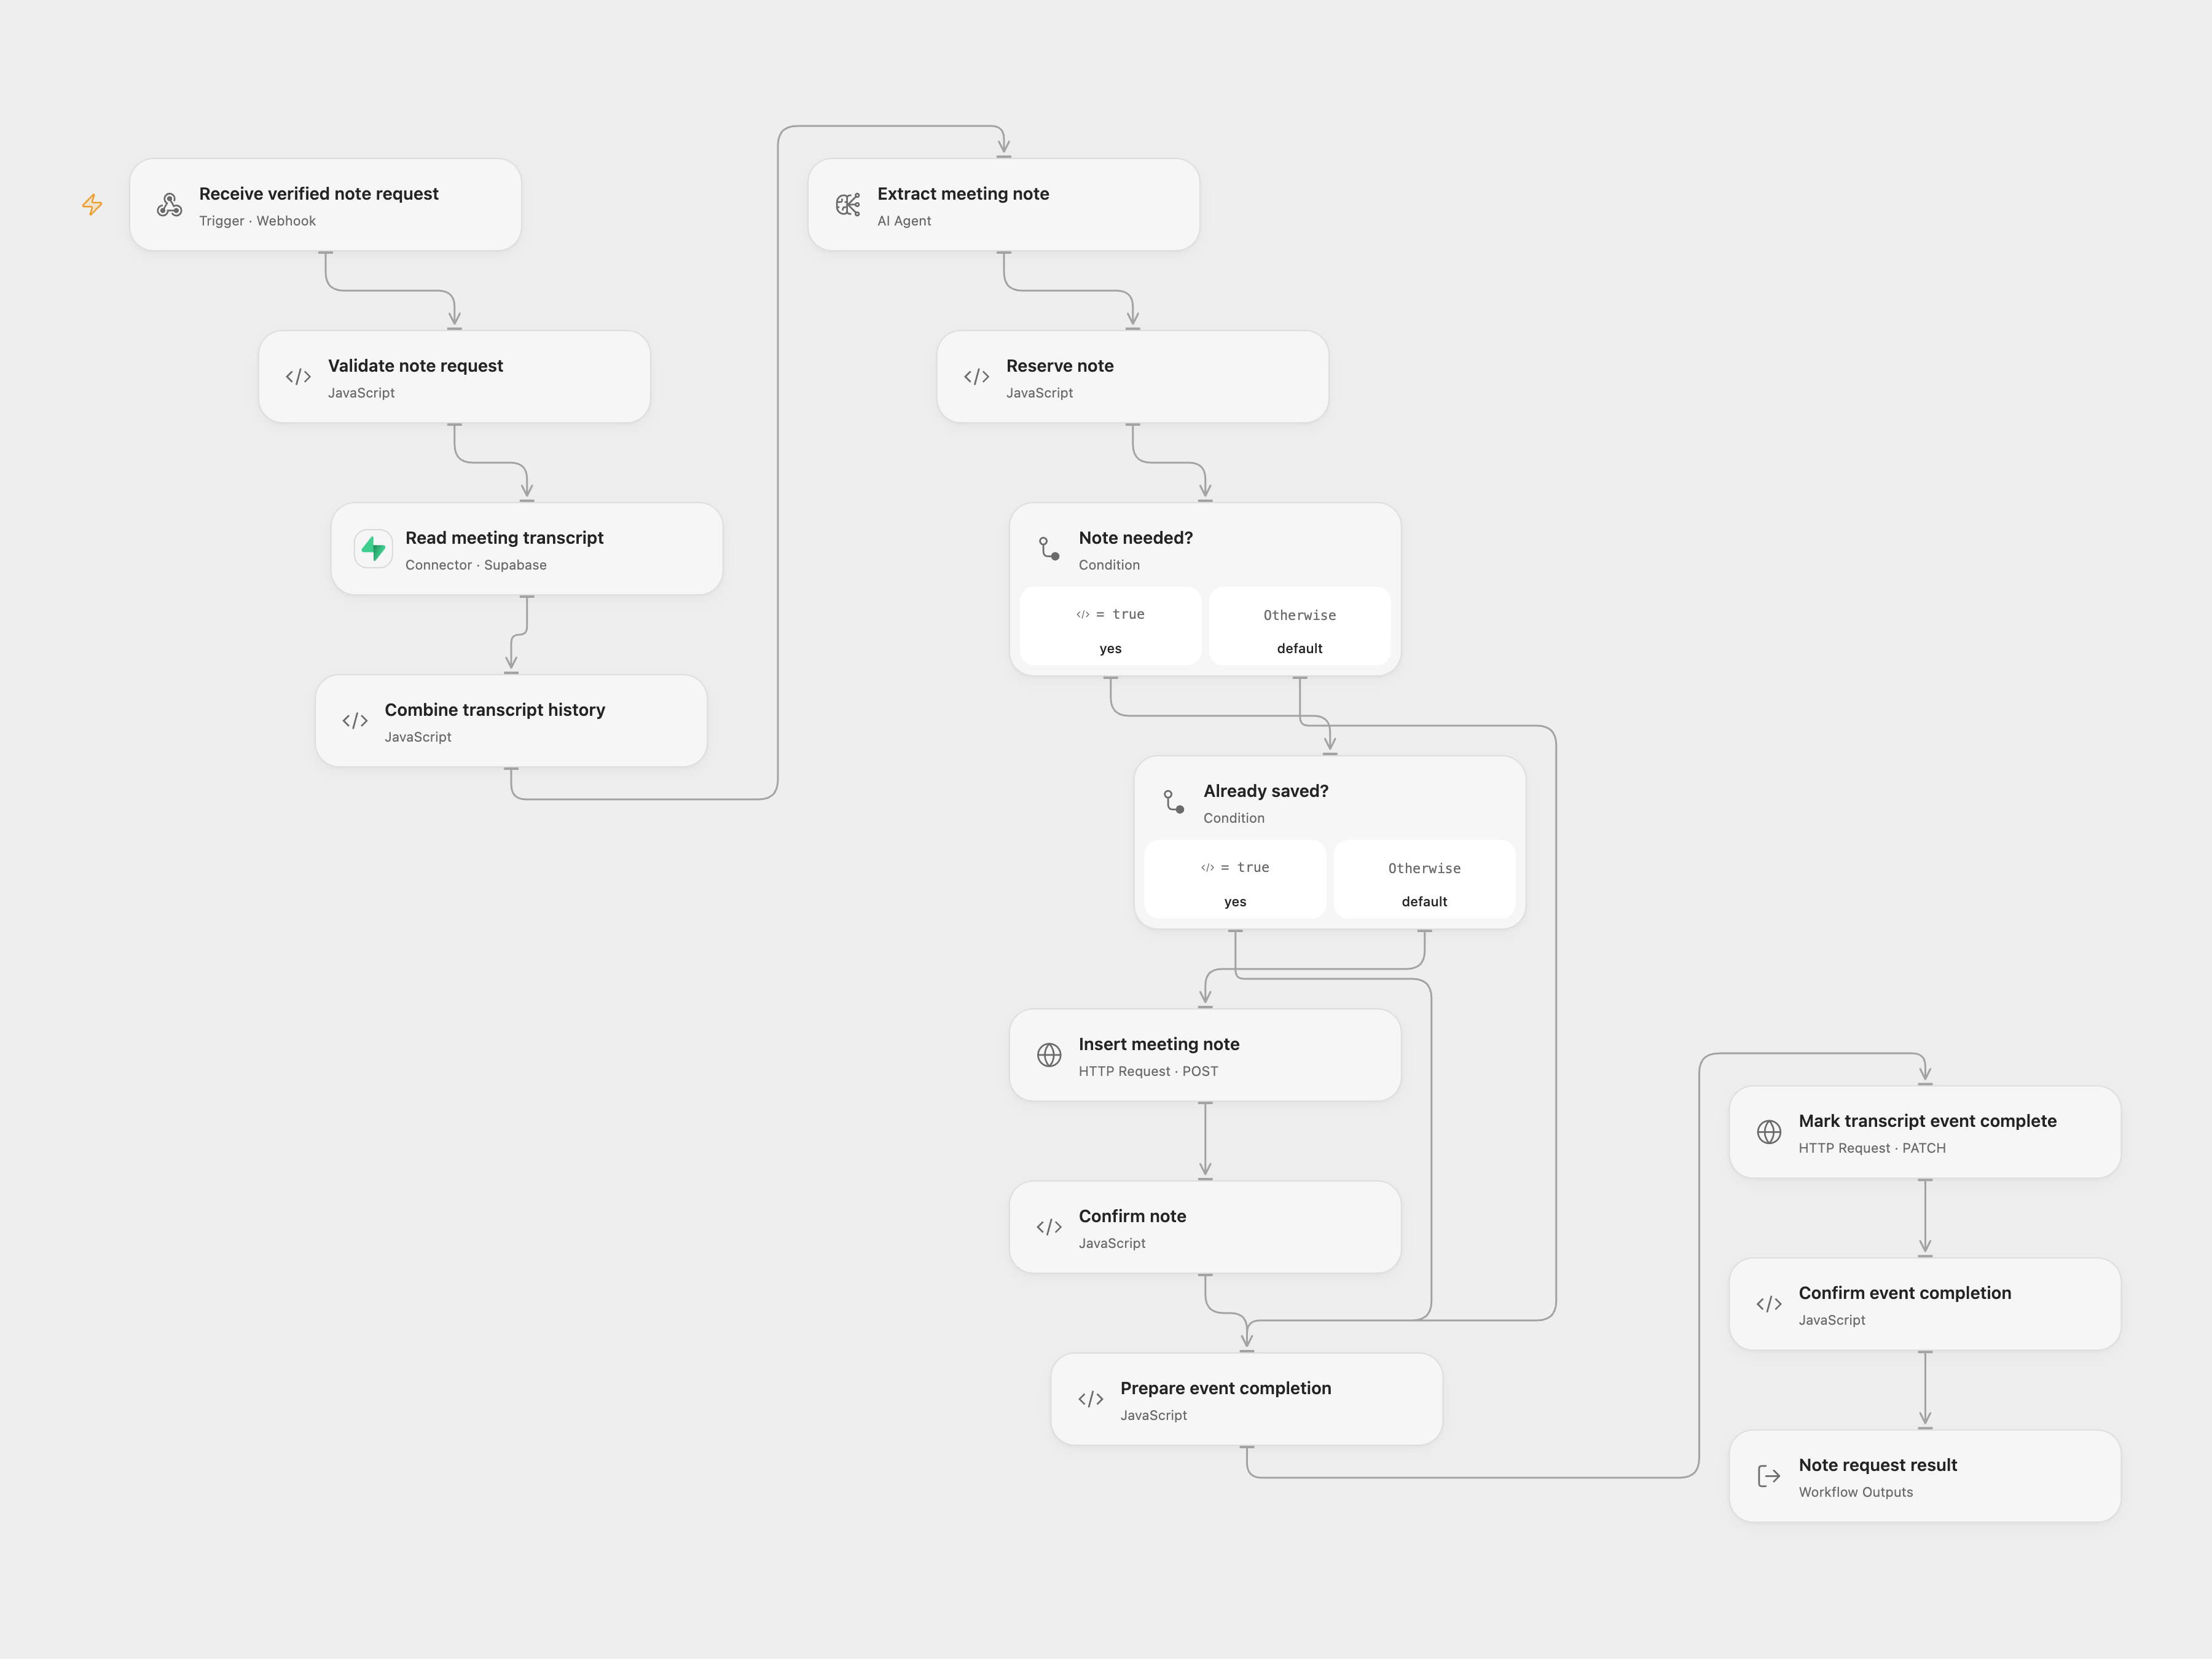 Receive verified note request
Trigger · Webhook
Validate note request
JavaScript
Read meeting transcript
Connector · Supabase
Combine transcript history
JavaScript
Extract meeting note
AI Agent
Reserve note
JavaScript
Note needed?
Condition
</> = true
yes
Otherwise
default
Already saved?
Condition
</> = true
yes
Otherwise
default
Insert meeting note
HTTP Request · POST
Confirm note
JavaScript
Prepare event completion
JavaScript
Mark transcript event complete
HTTP Request · PATCH
Confirm event completion
JavaScript
Note request result
Workflow Outputs